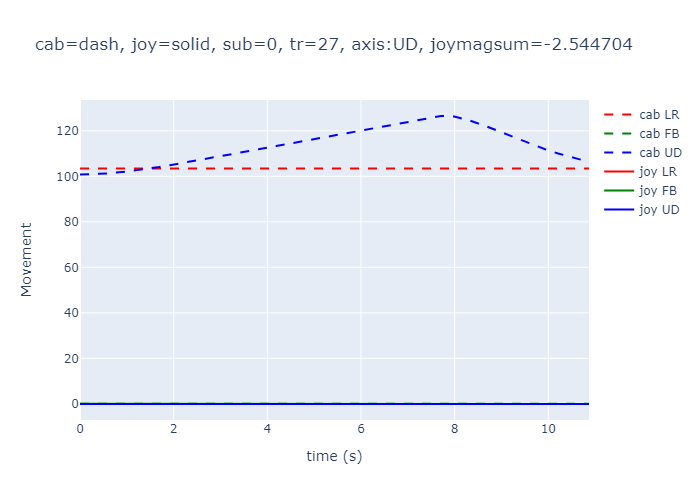 cab=dash, joy=solid, sub=0, tr=27, axis:UD, joymagsum=-2.544704
cab LR
cab FB
cab UD
joy LR
joy FB
joy UD
120
100
80
60
40
20
0
Movement
0 2 4 6 8 10
time (s)